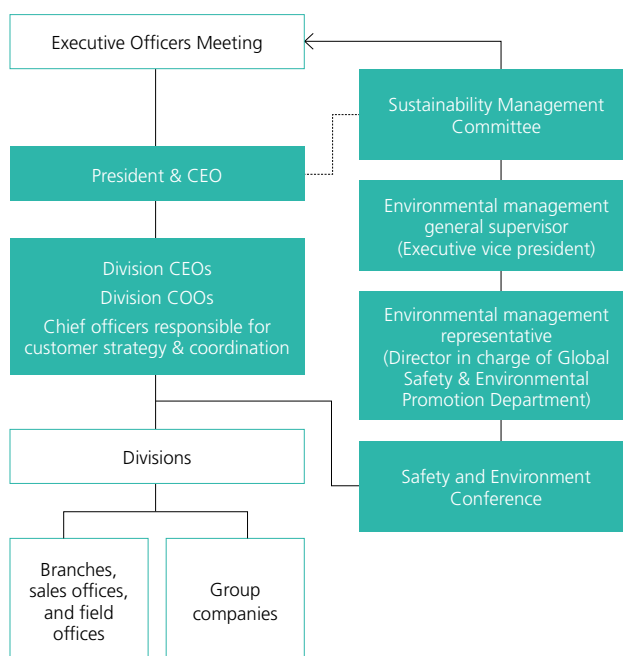 Executive Officers Meeting
Sustainability Management
Committee
President & CEO
Environmental management
general supervisor
(Executive vice president)
Division CEOs
Division COOs
Chief officers responsible for
customer strategy & coordination
Environmental management
representative
(Director in charge of Global
Safety & Environmental
Promotion Department)
Divisions
Safety and Environment
Conference
Branches,
sales offices,
and field
offices
Group
companies